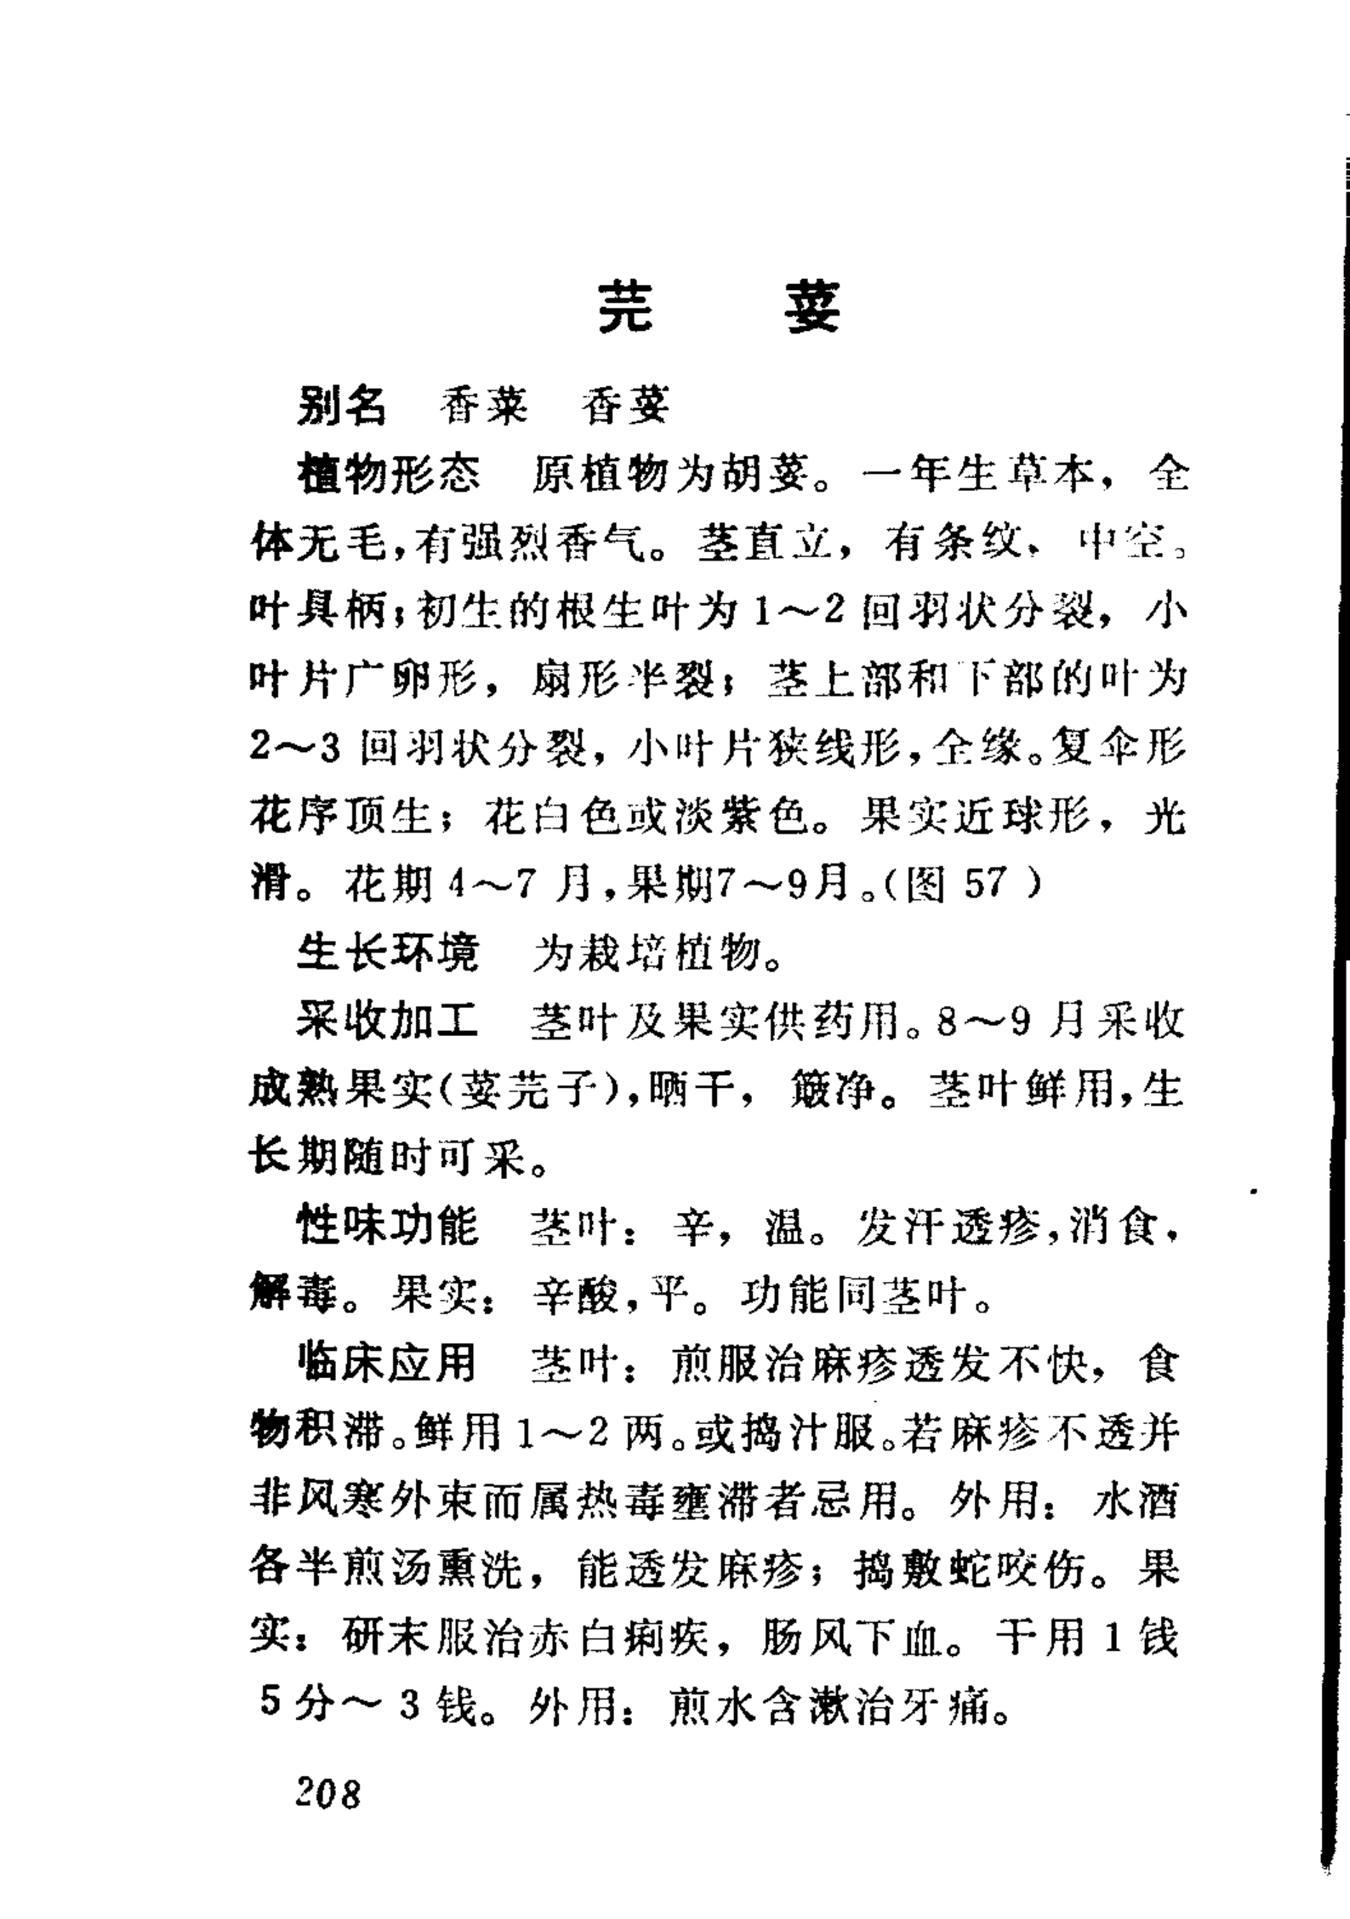 芫 荽
别名 香菜 香荽
植物形态 原植物为胡荽。一年生草本，全
体无毛，有强烈香气。茎直立，有条纹、中空。
叶具柄；初生的根生叶为1～2回羽状分裂，小
叶片广卵形，扇形半裂；茎上部和下部的叶为
2～3回羽状分裂，小叶片狭线形，全缘。复伞形
花序顶生；花白色或淡紫色。果实近球形，光
滑。花期4～7月，果期7～9月。（图57）
生长环境 为栽培植物。
采收加工 茎叶及果实供药用。8～9月采收
成熟果实（荽芫子），晒干，簸净。茎叶鲜用，生
长期随时可采。
性味功能 茎叶：辛，温。发汗透疹，消食，
解毒。果实：辛酸，平。功能同茎叶。
临床应用 茎叶：煎服治麻疹透发不快，食
物积滞。鲜用1～2两。或捣汁服。若麻疹不透并
非风寒外束而属热毒壅滞者忌用。外用：水酒
各半煎汤熏洗，能透发麻疹；捣敷蛇咬伤。果
实：研末服治赤白痢疾，肠风下血。干用1钱
5分～3钱。外用：煎水含漱治牙痛。
208